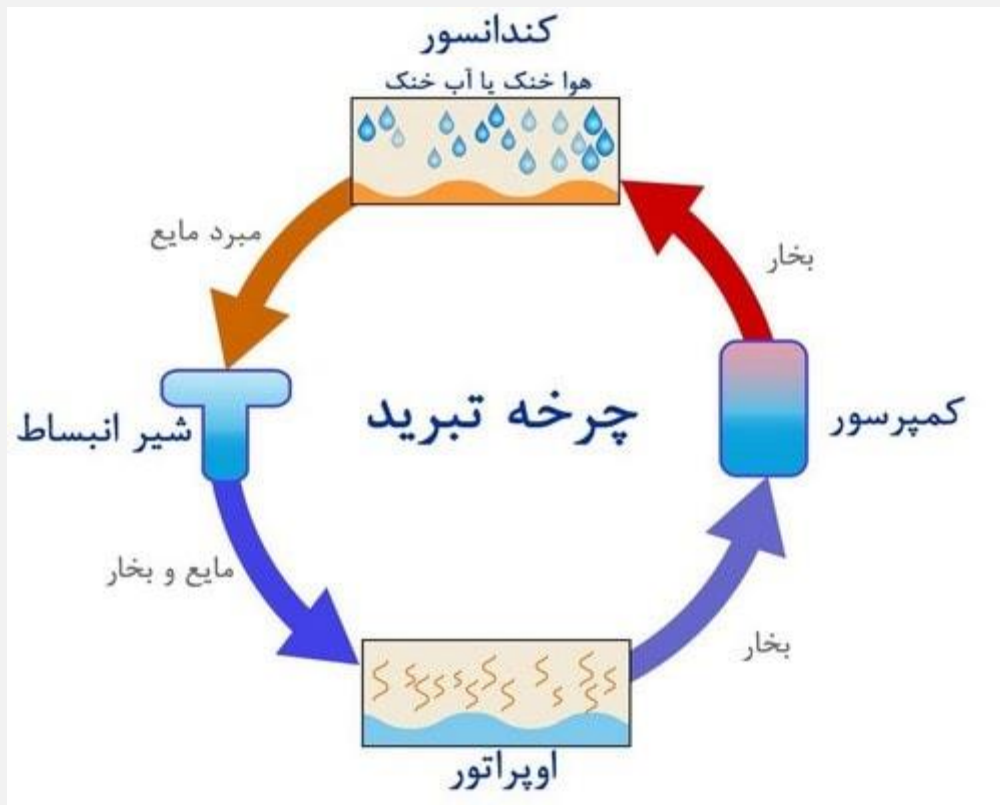 کندانسور
هوا خنک یا آب خنک
مبرد مایع
بخار
چرخه تبرید
کمپرسور
شیر انبساط
مایع و بخار
بخار
اوپراتور